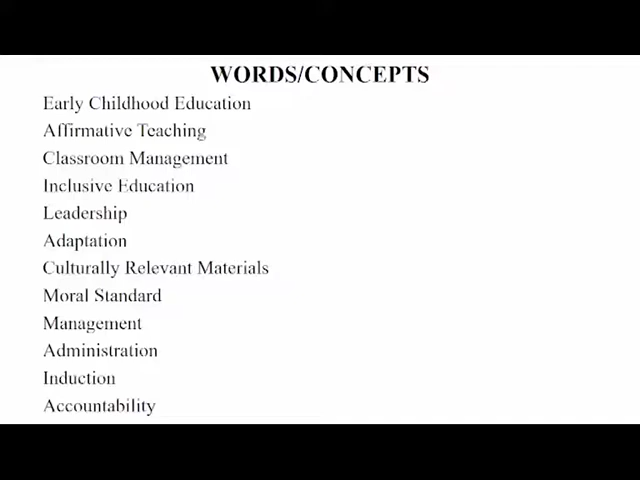 WORDS/CONCEPTS
Early Childhood Education
Affirmative Teaching
Classroom Management
Inclusive Education
Leadership
Adaptation
Culturally Relevant Materials
Moral Standard
Management
Administration
Induction
Accountability